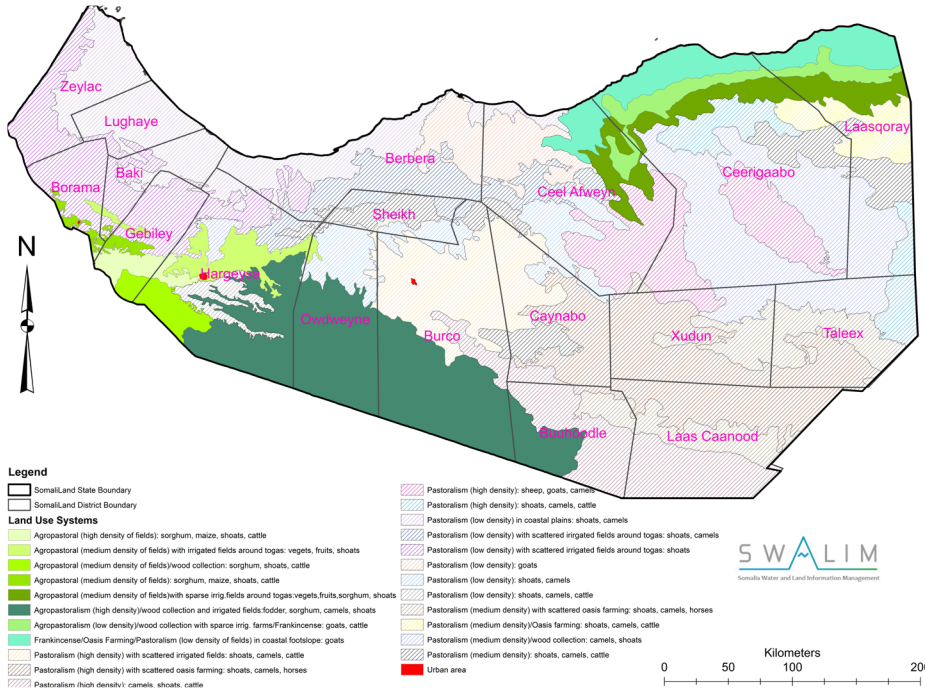 Zeylac
Lughaye
Laasqoray
Berbera
Baki
Ceerigaabo
Borama
Ceel Afweyn
Sheikh
Gebiley
N
Hargeysa
Owdweyne
Caynabo
Burco
Xudun
Taleex
Buuhoodle
Laas Caanood
Legend
SomaliLand State Boundary
SomaliLand District Boundary
Land Use Systems
Agropastoral (high density of fields): sorghum, maize, shoats, cattle
Agropastoral (medium density of fields) with irrigated fields around togas: vegets, fruits, shoats
Agropastoral (medium density of fields)/wood collection: sorghum, shoats, cattle
Agropastoral (medium density of fields): sorghum, maize, shoats, cattle
Agropastoral (medium density of fields)with sparse irrig.fields around togas:vegets,fruits,sorghum, shoats
Agropastoralism (high density)/wood collection and irrigated fields:fodder, sorghum, camels, shoats
Agropastoralism (low density)/wood collection with sparce irrig. farms/Frankincense: goats, cattle
Frankincense/Oasis Farming/Pastoralism (low density of fields) in coastal footslope: goats
Pastoralism (high density) with scattered irrigated fields: shoats, camels, cattle
Pastoralism (high density) with scattered oasis farming: shoats, camels, horses
Pastoralism (high density): camels, shoats, cattle
Pastoralism (high density): sheep, goats, camels
Pastoralism (high density): shoats, camels, cattle
Pastoralism (low density) in coastal plains: shoats, camels
Pastoralism (low density) with scattered irrigated fields around togas: shoats, camels
Pastoralism (low density) with scattered irrigated fields around togas: shoats
Pastoralism (low density): goats
Pastoralism (low density): shoats, camels
Pastoralism (low density): shoats, camels, cattle
Pastoralism (medium density) with scattered oasis farming: shoats, camels, horses
Pastoralism (medium density)/Oasis farming: shoats, camels, cattle
Pastoralism (medium density)/wood collection: camels, shoats
Pastoralism (medium density): shoats, camels, cattle
Urban area
SWALIM
Somalia Water and Land Information Management
Kilometers
0 50 100 200